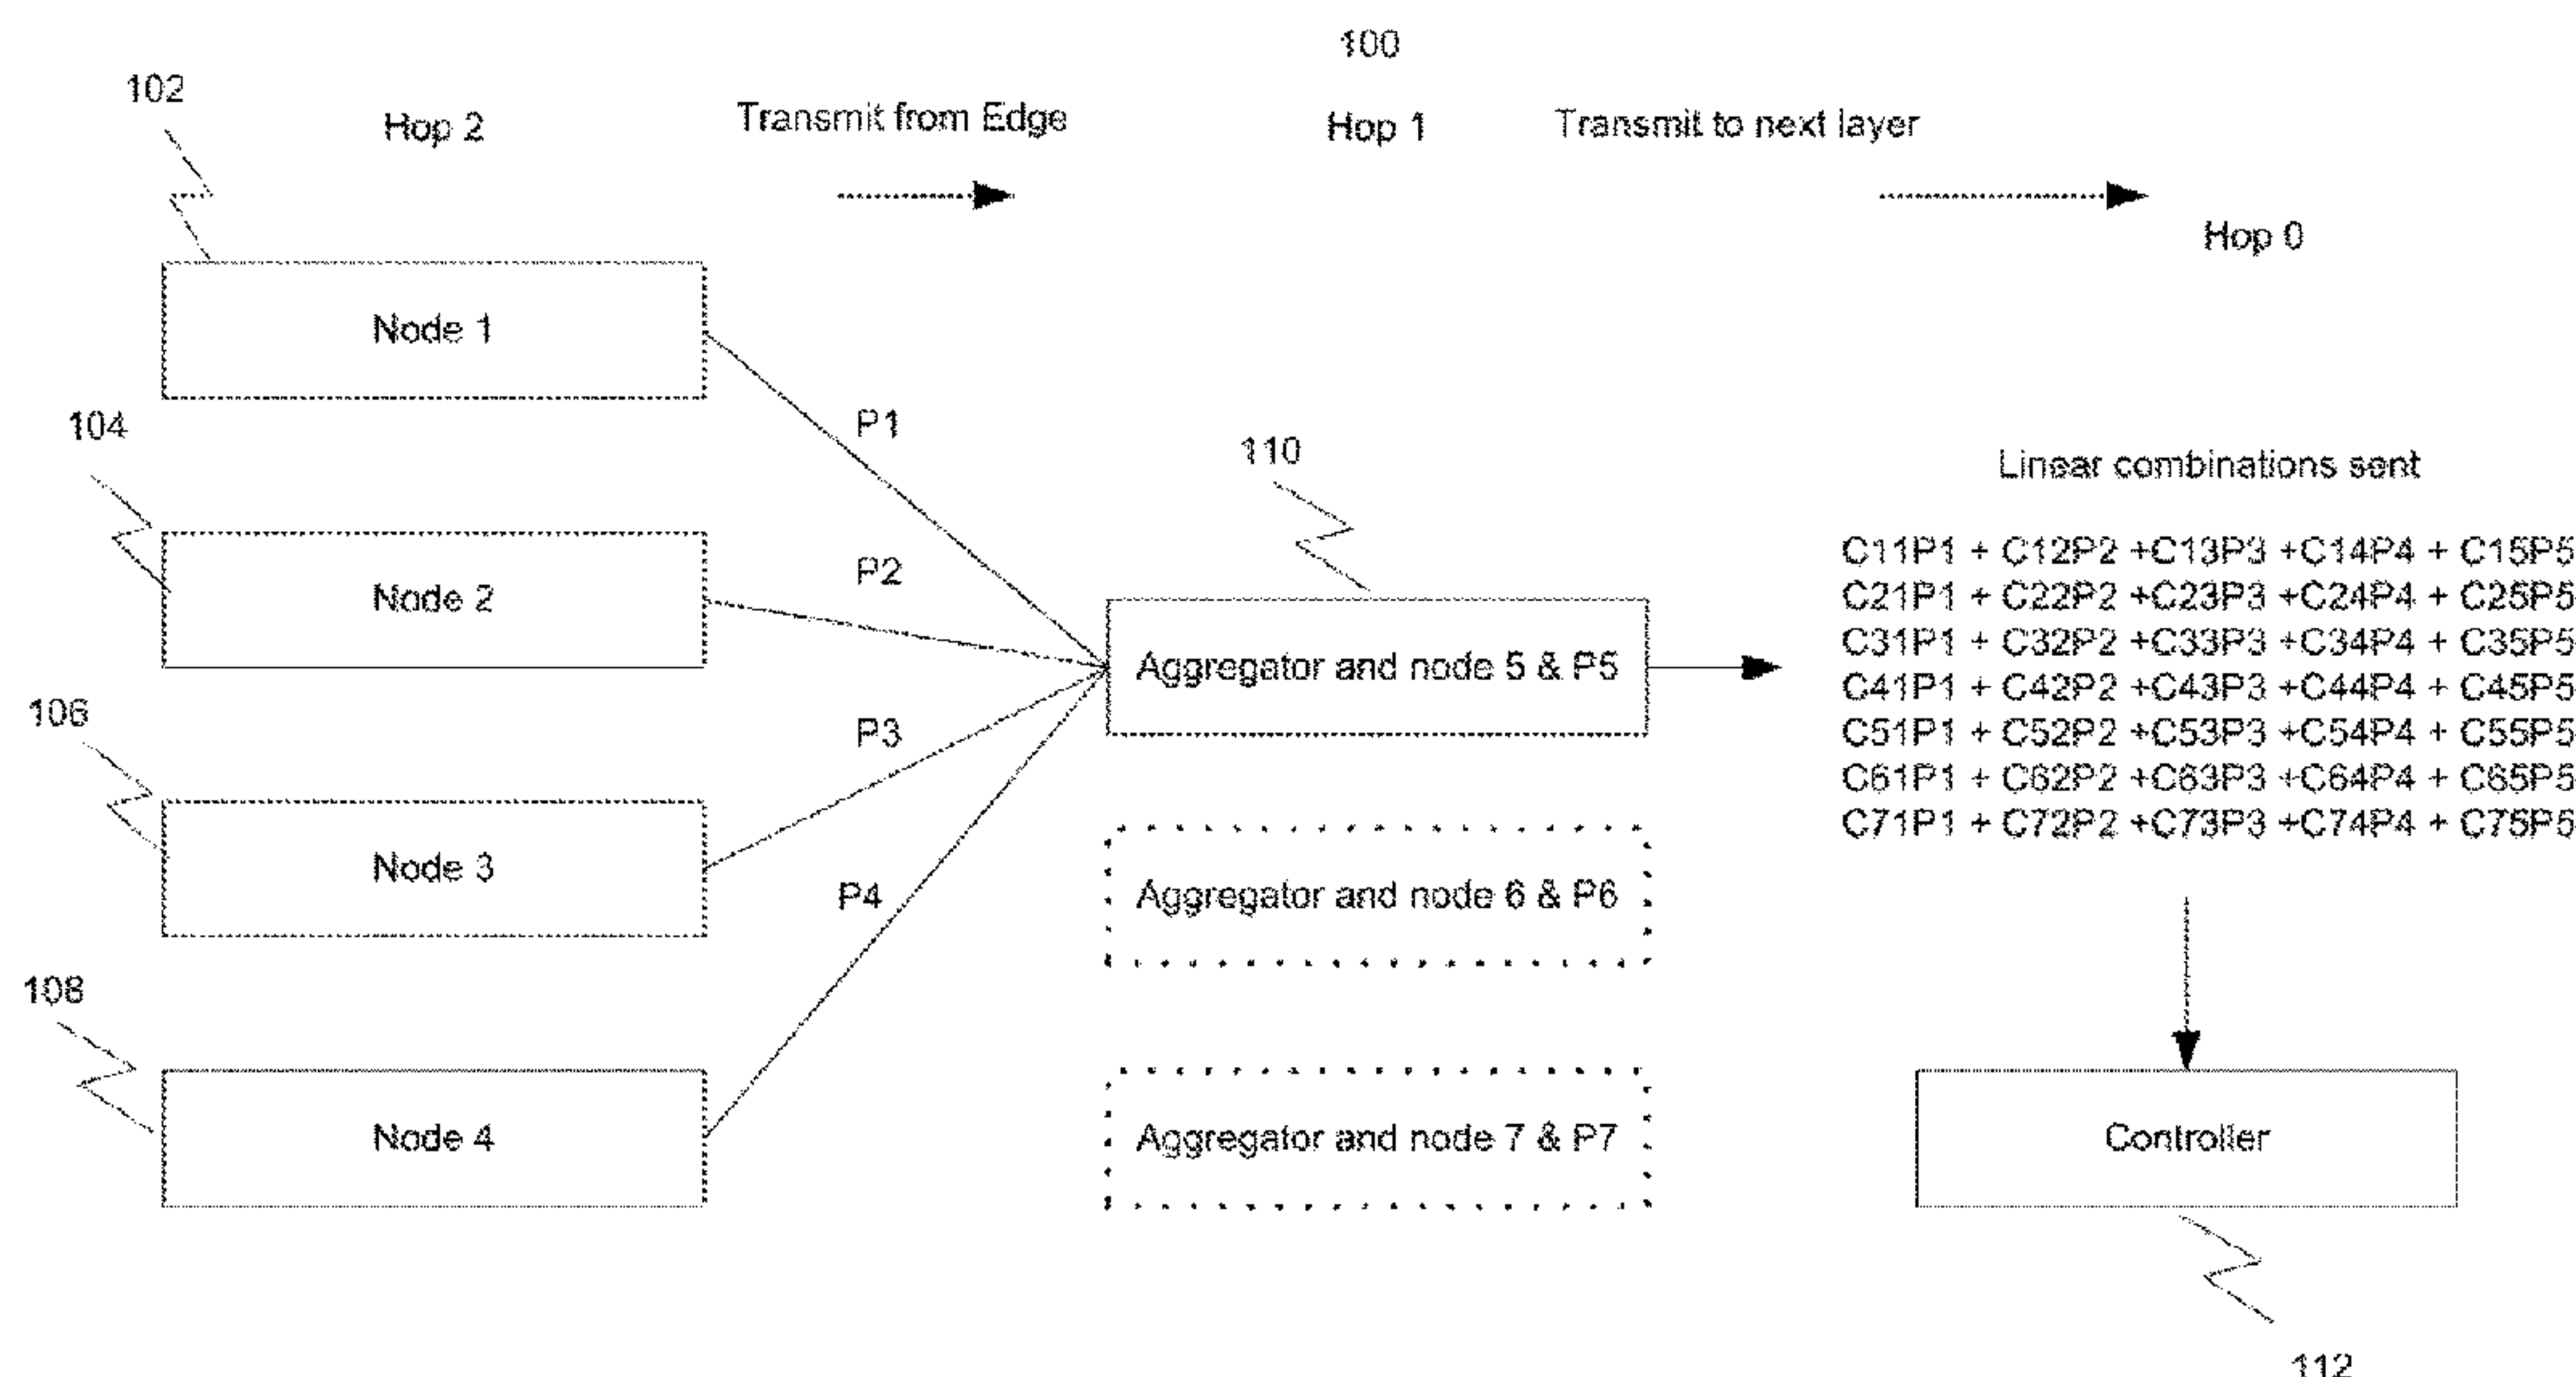 100
102
Hop 2
Transmit from Edge
Hop 1
Transmit to next layer
Hop 0
Node 1
104
P1
110
Linear combinations sent
Node 2
P2
C11P1 + C12P2 +C13P3 +C14P4 + C15P5
C21P1 + C22P2 +C23P3 +C24P4 + C25P5
C31P1 + C32P2 +C33P3 +C34P4 + C35P5
C41P1 + C42P2 +C43P3 +C44P4 + C45P5
C51P1 + C52P2 +C53P3 +C54P4 + C55P5
C61P1 + C62P2 +C63P3 +C64P4 + C65P5
C71P1 + C72P2 +C73P3 +C74P4 + C75P5
Aggregator and node 5 & P5
106
P3
Node 3
P4
Aggregator and node 6 & P6
108
Node 4
Aggregator and node 7 & P7
Controller
112